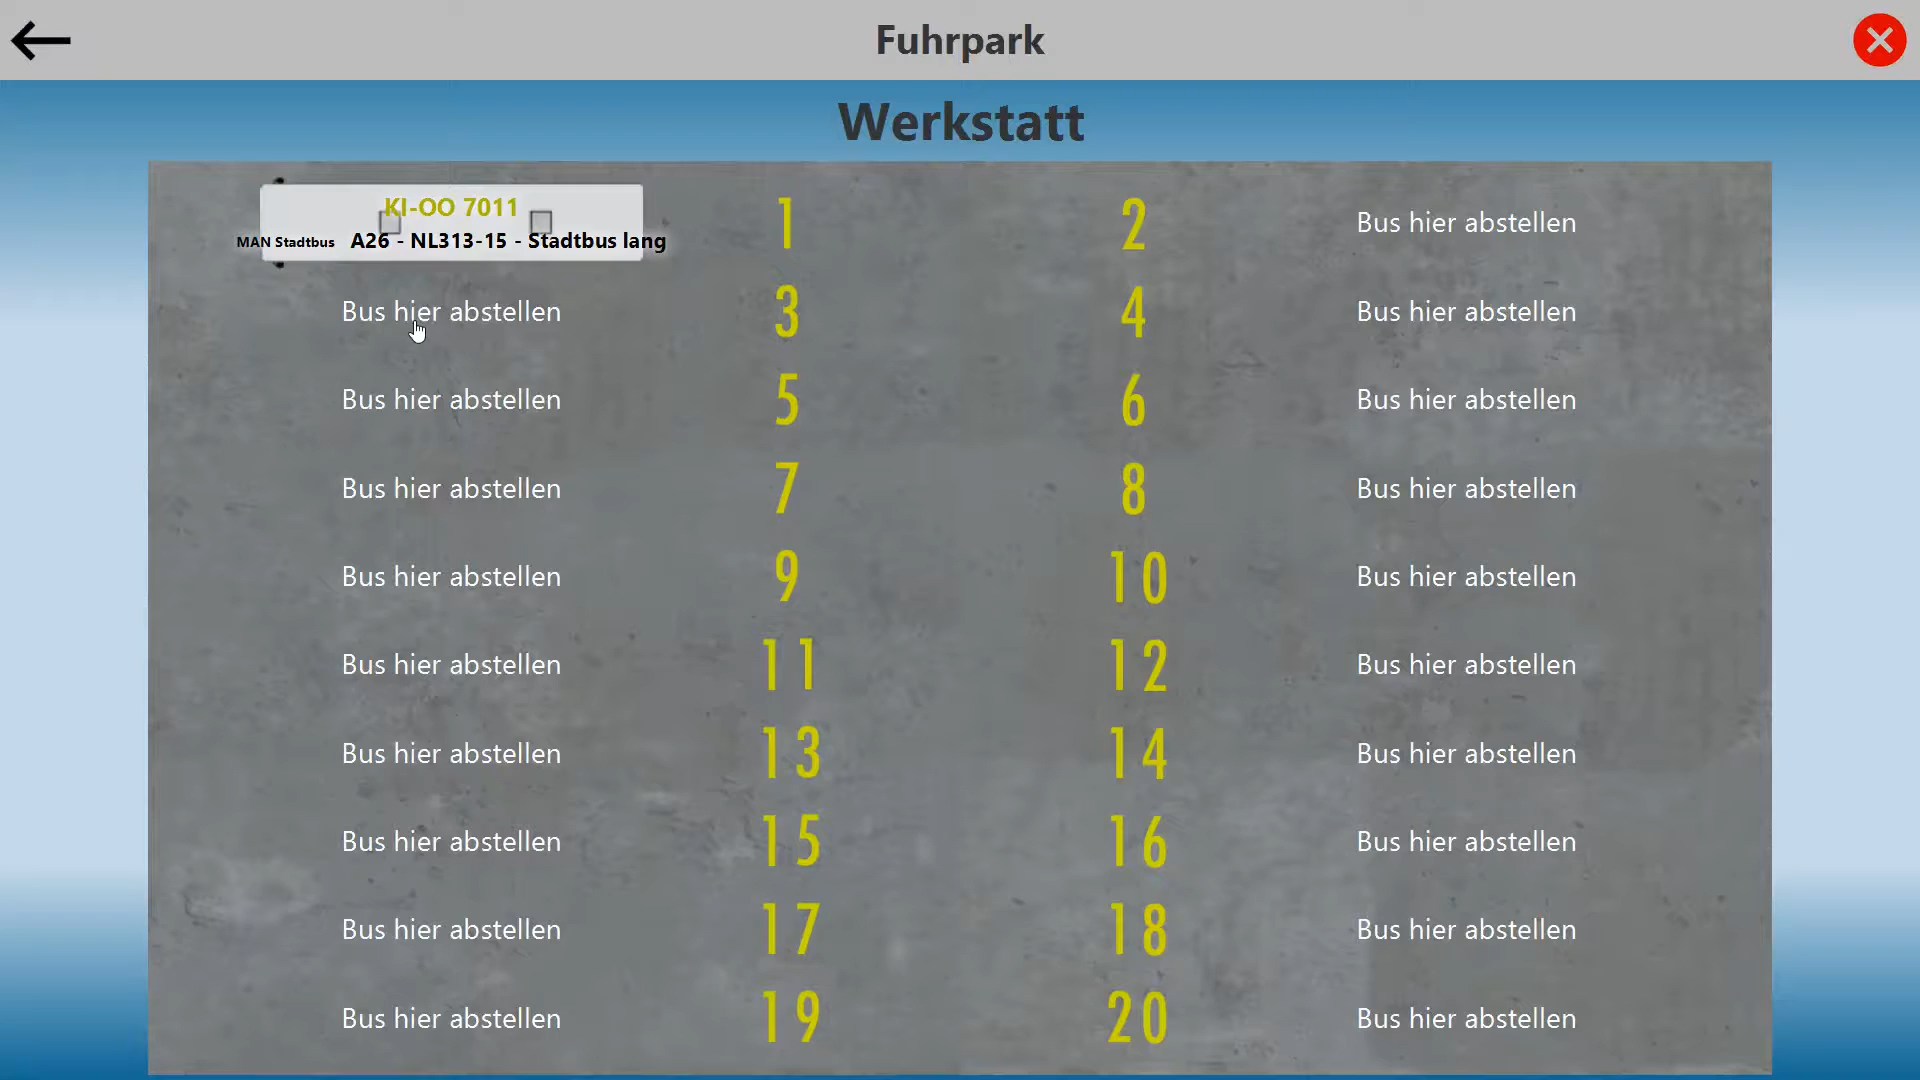 Fuhrpark
Werkstatt
KI-OO 7011
MAN Stadtbus A26 - NL313-15 - Stadtbus lang
1 2 Bus hier abstellen
Bus hier abstellen 3 4 Bus hier abstellen
Bus hier abstellen 5 6 Bus hier abstellen
Bus hier abstellen 7 8 Bus hier abstellen
Bus hier abstellen 9 10 Bus hier abstellen
Bus hier abstellen 11 12 Bus hier abstellen
Bus hier abstellen 13 14 Bus hier abstellen
Bus hier abstellen 15 16 Bus hier abstellen
Bus hier abstellen 17 18 Bus hier abstellen
Bus hier abstellen 19 20 Bus hier abstellen